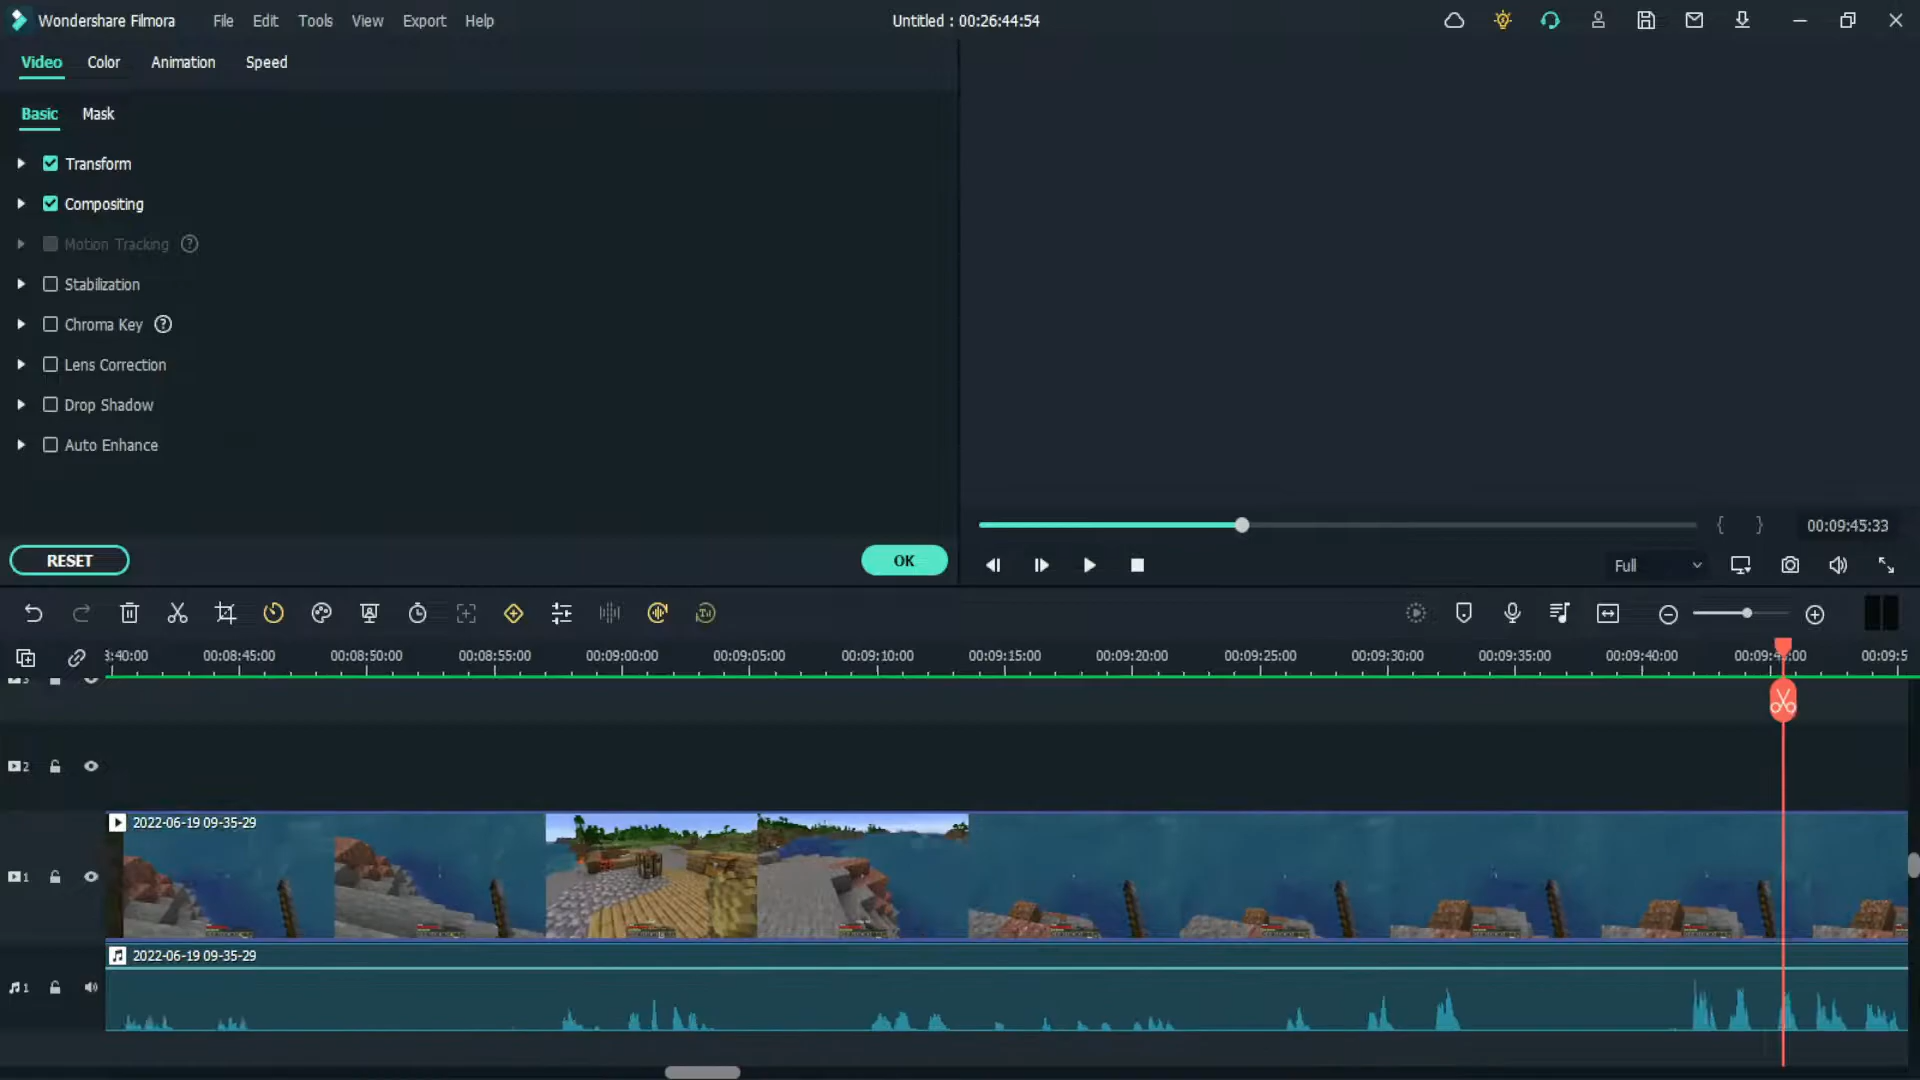 Wondershare Filmora File Edit Tools View Export Help Untitled : 00:26:44:54
Video Color Animation Speed
Basic Mask
Transform
Compositing
Motion Tracking ?
Stabilization
Chroma Key ?
Lens Correction
Drop Shadow
Auto Enhance
{ } 00:09:45:33
RESET OK
Full
00:08:45:00 00:08:50:00 00:08:55:00 00:09:00:00 00:09:05:00 00:09:10:00 00:09:15:00 00:09:20:00 00:09:25:00 00:09:30:00 00:09:35:00 00:09:40:00
2
2022-06-19 09-35-29
1
2022-06-19 09-35-29
1